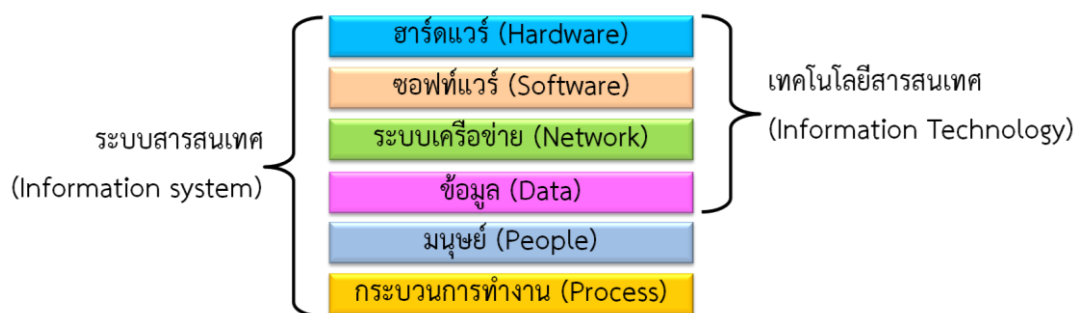 ระบบสารสนเทศ
(Information system)
ฮาร์ดแวร์ (Hardware)
ซอฟท์แวร์ (Software)
ระบบเครือข่าย (Network)
ข้อมูล (Data)
มนุษย์ (People)
กระบวนการทำงาน (Process)
เทคโนโลยีสารสนเทศ
(Information Technology)